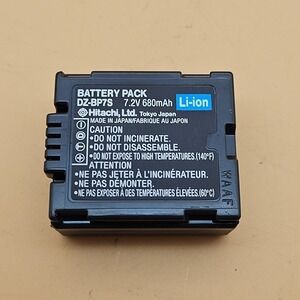 BATTERY PACK
DZ-BP7S 7.2V 680mAh Li-ion
Hitachi, Ltd. Tokyo Japan
MADE IN JAPAN/FABRIQUÉ AU JAPON
CAUTION
•DO NOT INCINERATE.
•DO NOT DISASSEMBLE.
•DO NOT EXPOSE TO HIGH TEMPERATURES.(140°F)
ATTENTION
•NE PAS JETER À L'INCINÉRATEUR.
•NE PAS DÉMONTER.
•NE PAS EXPOSER À DES TEMPÉRATURES ÉLEVÉES.(60°C)
WAAF